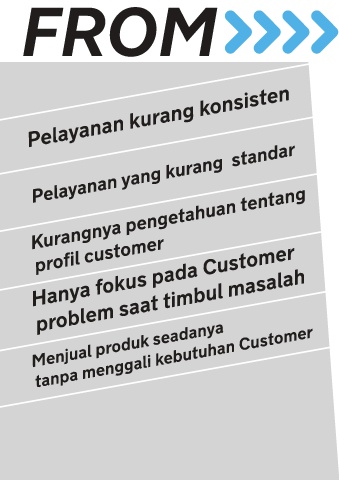 FROM
Pelayanan kurang konsisten
Pelayanan yang kurang standar
Kurangnya pengetahuan tentang
profil customer
Hanya fokus pada Customer
problem saat timbul masalah
Menjual produk seadanya
tanpa menggali kebutuhan Customer